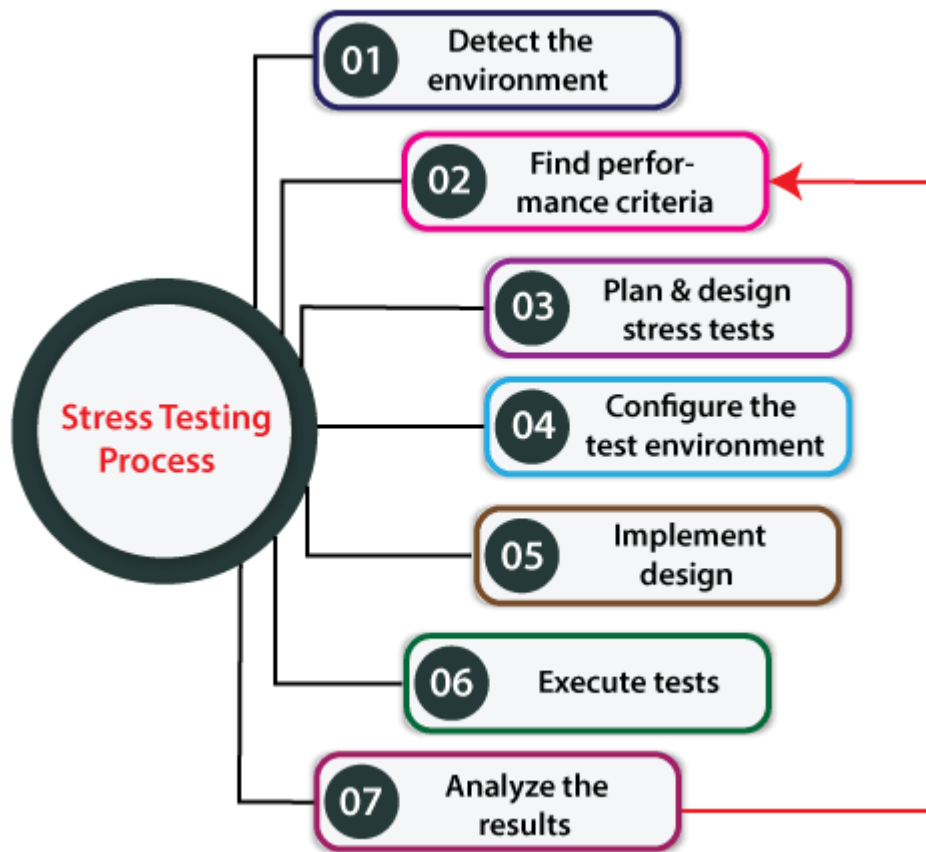 01
Detect the
environment
02
Find perfor-
mance criteria
03
Plan & design
stress tests
Stress Testing
Process
04
Configure the
test environment
05
Implement
design
06
Execute tests
07
Analyze the
results